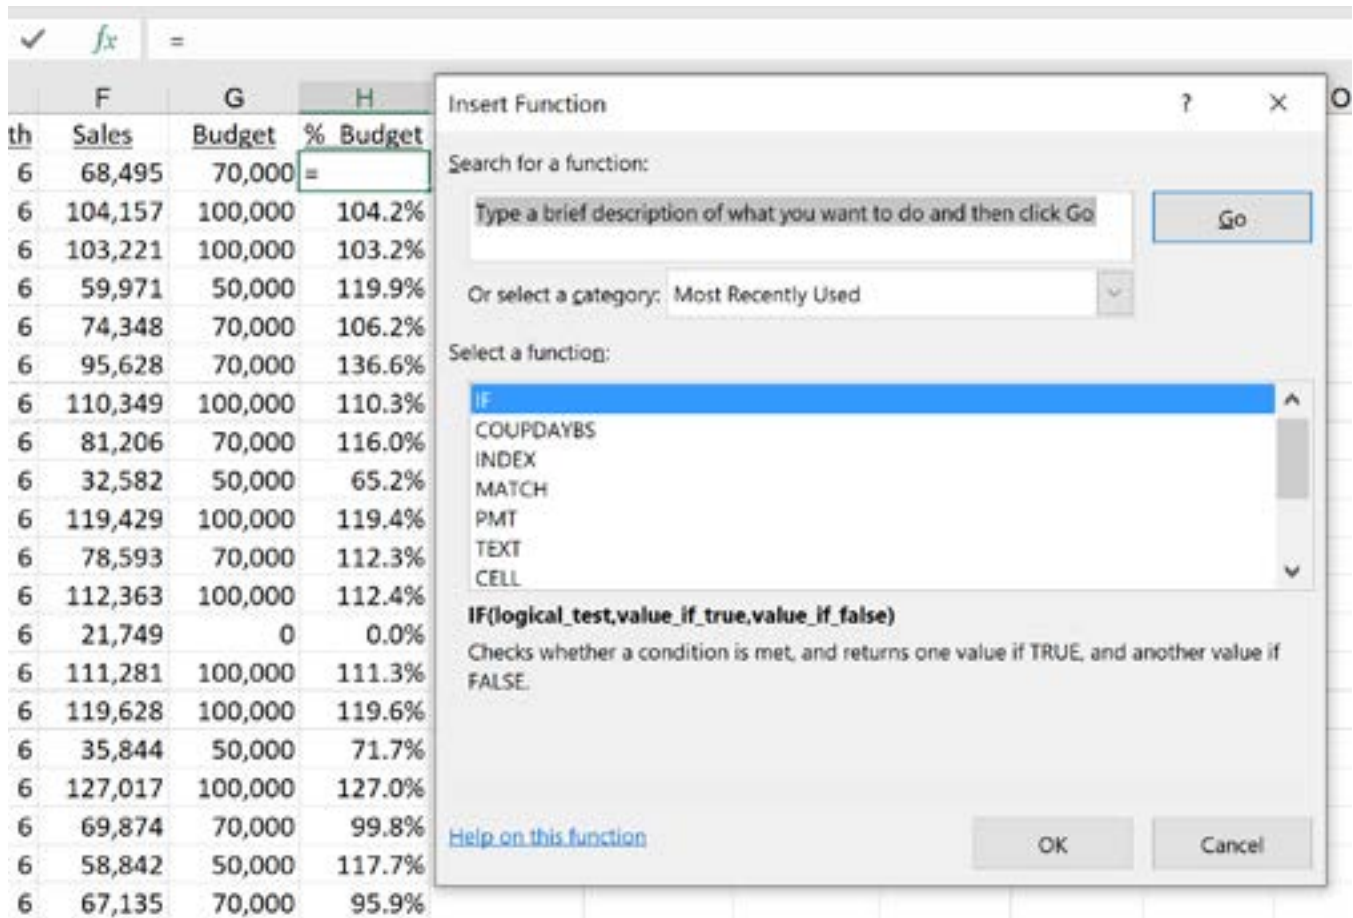 fx =
F G H O
th Sales Budget % Budget
6 68,495 70,000 =
6 104,157 100,000 104.2%
6 103,221 100,000 103.2%
6 59,971 50,000 119.9%
6 74,348 70,000 106.2%
6 95,628 70,000 136.6%
6 110,349 100,000 110.3%
6 81,206 70,000 116.0%
6 32,582 50,000 65.2%
6 119,429 100,000 119.4%
6 78,593 70,000 112.3%
6 112,363 100,000 112.4%
6 21,749 0 0.0%
6 111,281 100,000 111.3%
6 119,628 100,000 119.6%
6 35,844 50,000 71.7%
6 127,017 100,000 127.0%
6 69,874 70,000 99.8%
6 58,842 50,000 117.7%
6 67,135 70,000 95.9%
Insert Function ?
Search for a function:
Type a brief description of what you want to do and then click Go
Go
Or select a category: Most Recently Used
Select a function:
IF
COUPDAYBS
INDEX
MATCH
PMT
TEXT
CELL
IF(logical_test,value_if_true,value_if_false)
Checks whether a condition is met, and returns one value if TRUE, and another value if
FALSE.
Help on this function
OK Cancel